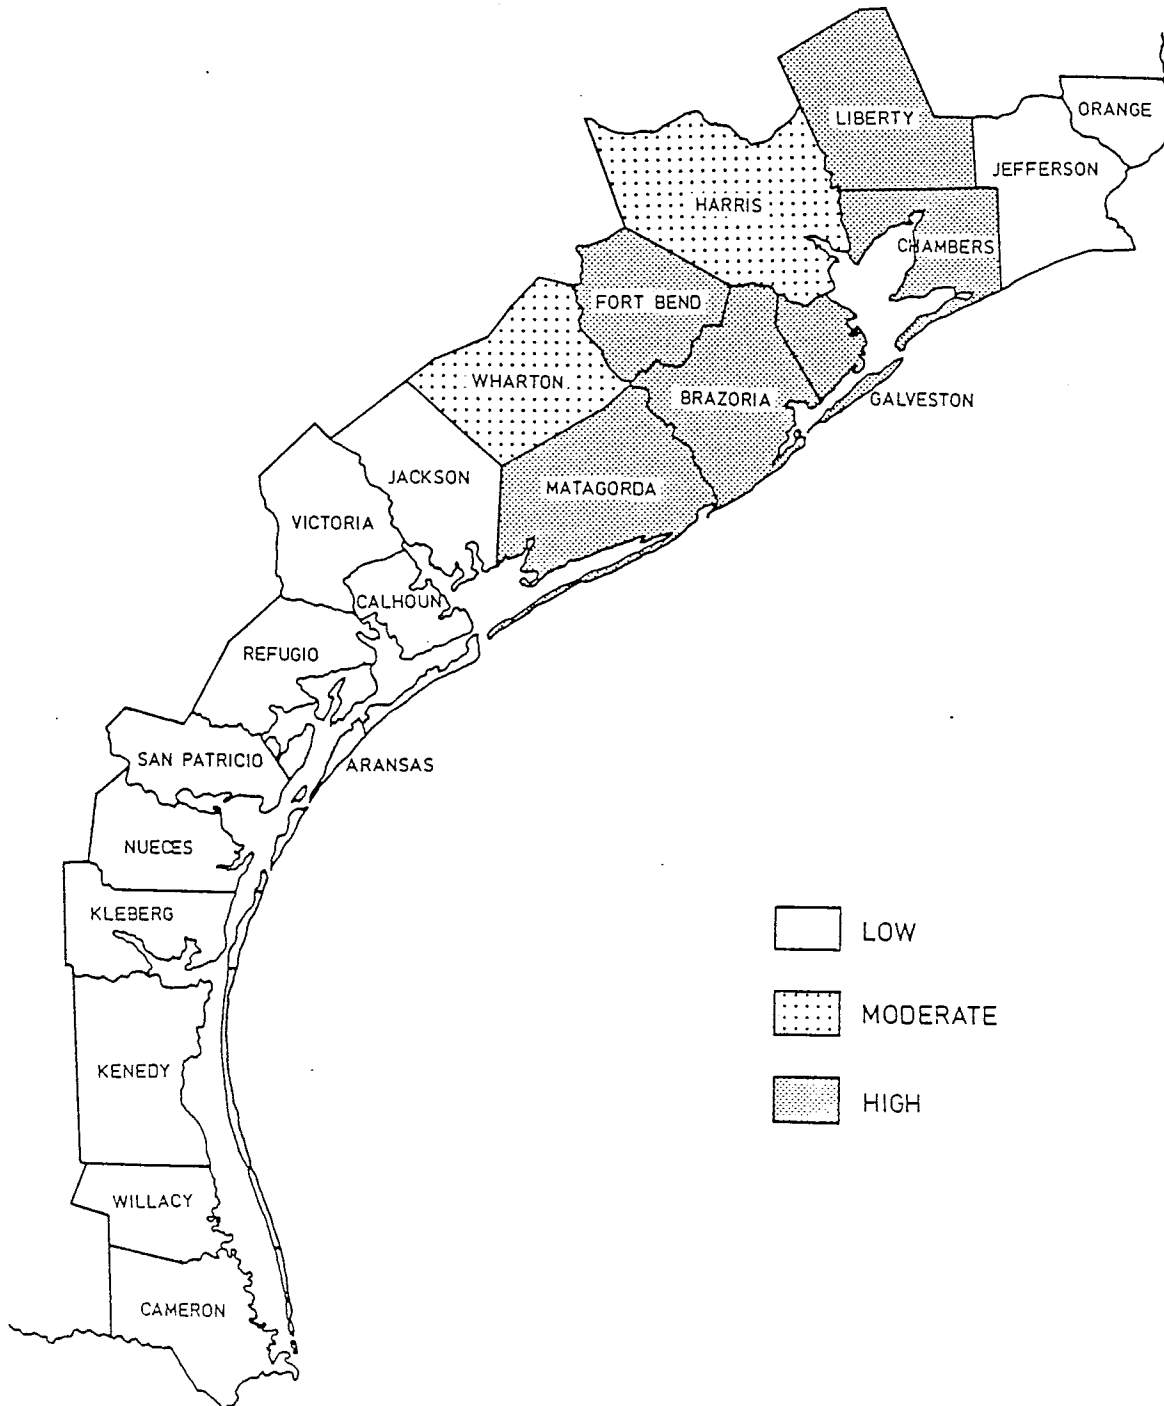 LIBERTY
ORANGE
JEFFERSON
HARRIS
CHAMBERS
FORT BEND
WHARTON
BRAZORIA
GALVESTON
JACKSON
MATAGORDA
VICTORIA
CALHOUN
REFUGIO
SAN PATRICIO
ARANSAS
NUECES
KLEBERG
LOW
MODERATE
KENEDY
HIGH
WILLACY
CAMERON